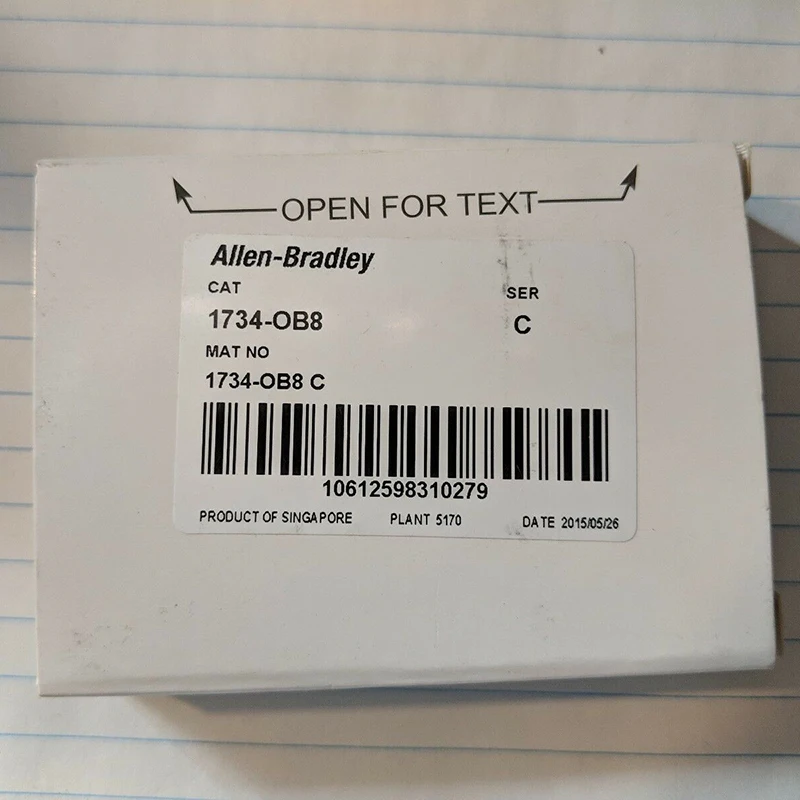 OPEN FOR TEXT
Allen-Bradley
CAT SER
1734-OB8 C
MAT NO
1734-OB8 C
10612598310279
PRODUCT OF SINGAPORE PLANT 5170 DATE 2015/05/26